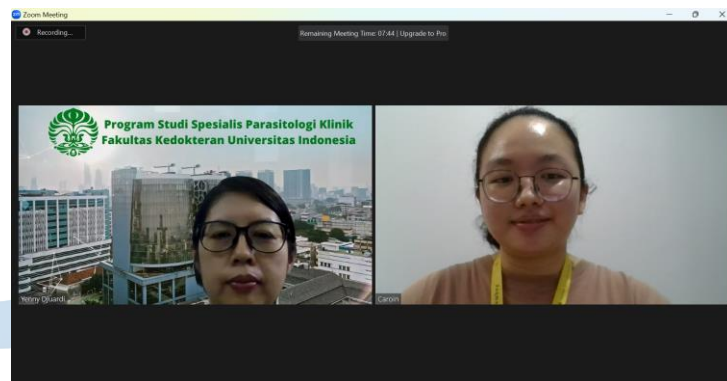 Zoom Meeting
Recording...
Remaining Meeting Time: 07:44 | Upgrade to Pro
Program Studi Spesialis Parasitologi Klinik
Fakultas Kedokteran Universitas Indonesia
Yenny Djuardi
Carolin